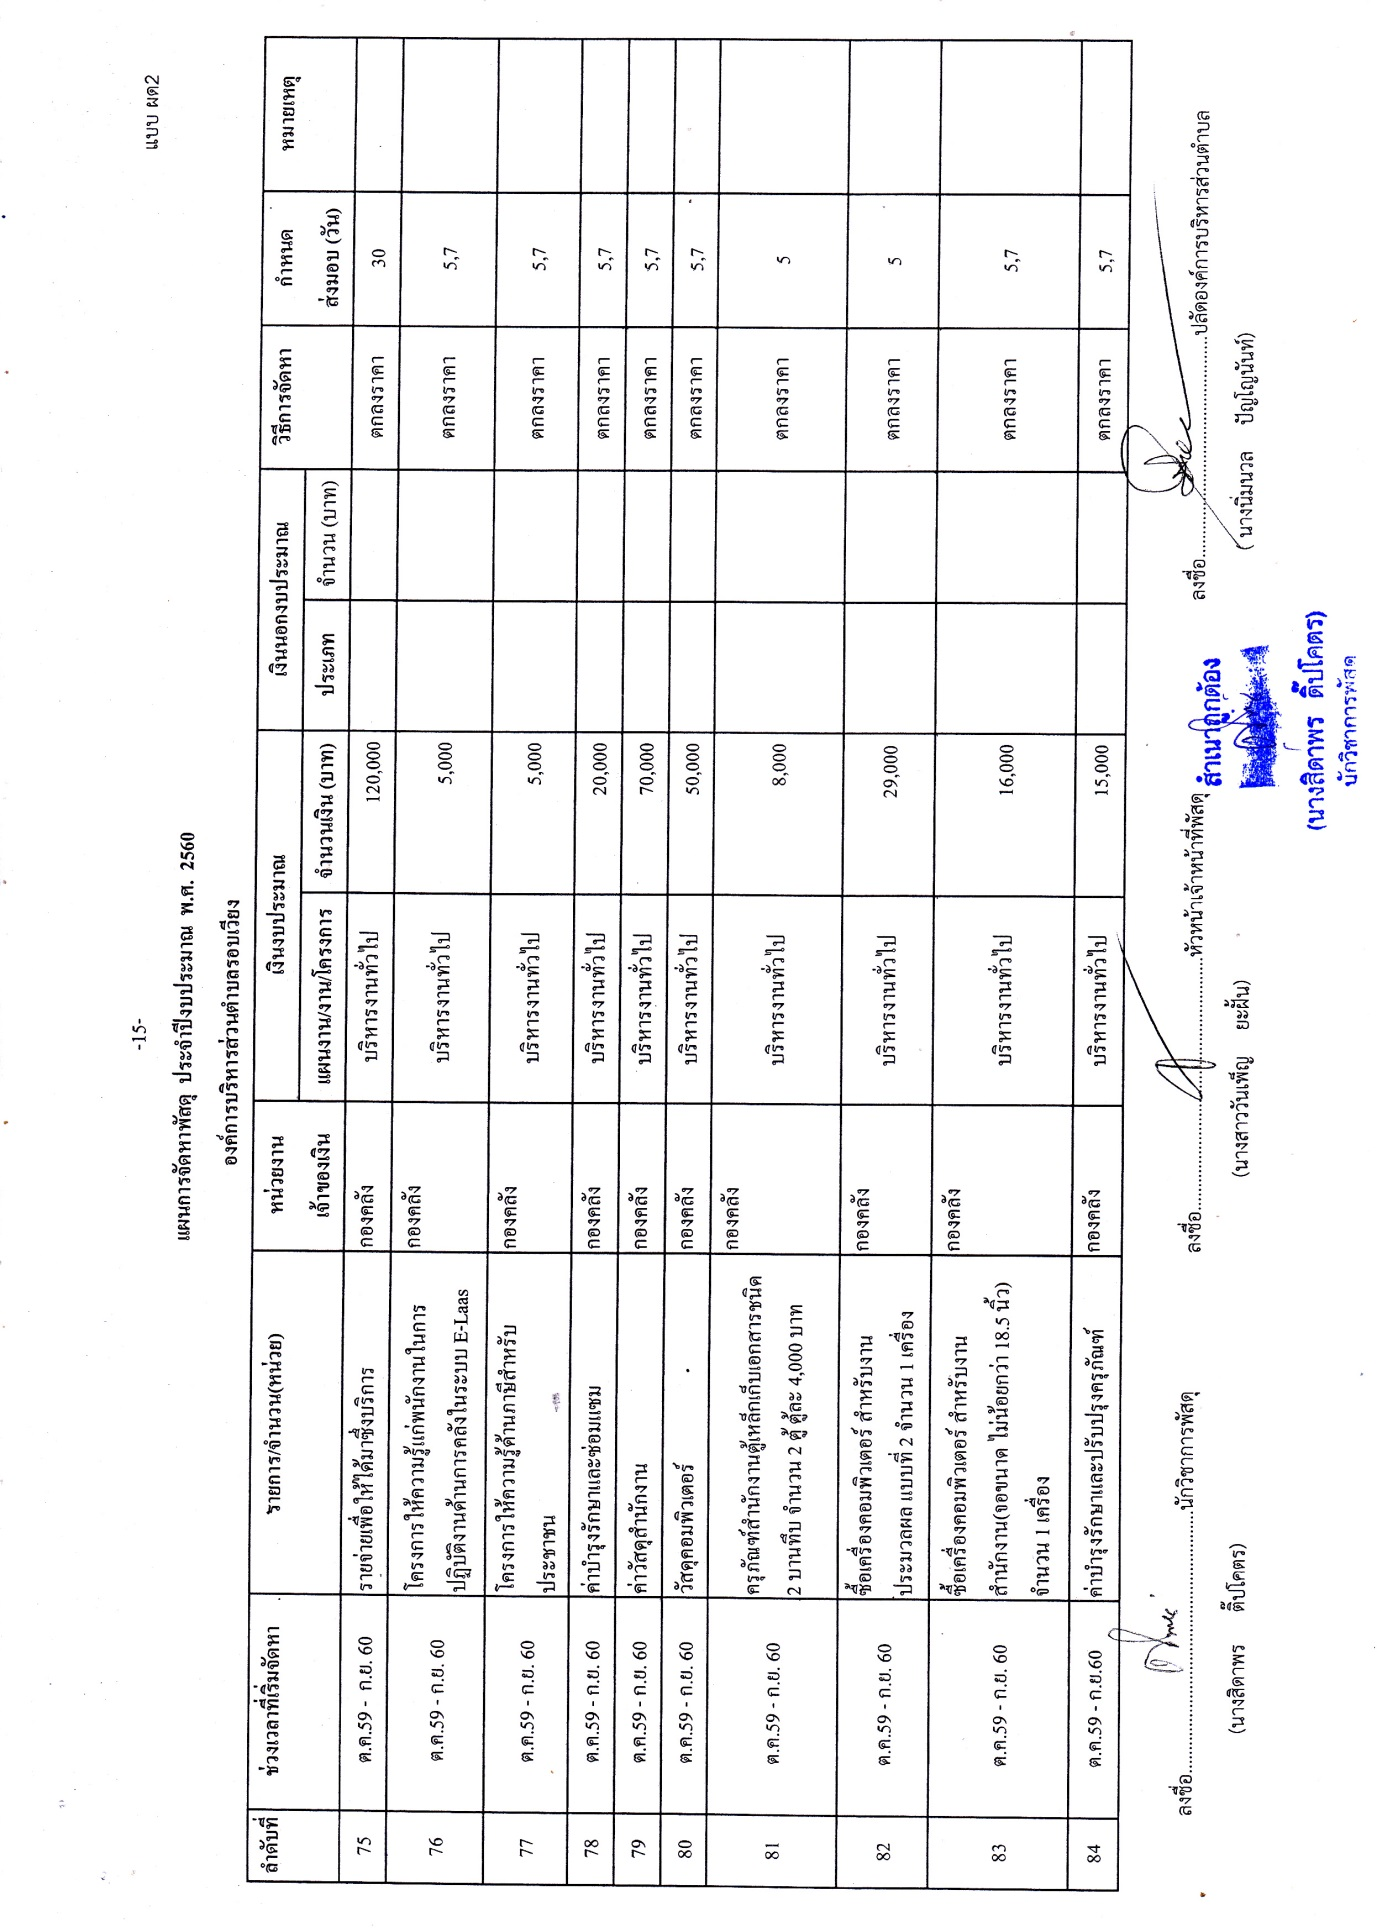 -15-
แบบ ผด2
แผนการจัดหาพัสดุ ประจำปีงบประมาณ พ.ศ. 2560
องค์การบริหารส่วนตำบลรอบเวียง
ลำดับที่ ช่วงเวลาที่เริ่มจัดหา รายการ/จำนวน(หน่วย) หน่วยงาน เงินงบประมาณ เงินนอกงบประมาณ วิธีการจัดหา กำหนด หมายเหตุ
เจ้าของเงิน แผนงาน/งาน/โครงการ จำนวนเงิน (บาท) ประเภท จำนวน (บาท) ส่งมอบ (วัน)
75 ต.ค.59 - ก.ย. 60 รายจ่ายเพื่อให้ได้มาซึ่งบริการ กองคลัง บริหารงานทั่วไป 120,000 ตกลงราคา 30
76 ต.ค.59 - ก.ย. 60 โครงการให้ความรู้แก่พนักงานในการ กองคลัง บริหารงานทั่วไป 5,000 ตกลงราคา 5,7
ปฏิบัติงานด้านการคลังในระบบ E-Laas
77 ต.ค.59 - ก.ย. 60 โครงการให้ความรู้ด้านภาษีสำหรับ กองคลัง บริหารงานทั่วไป 5,000 ตกลงราคา 5,7
ประชาชน
78 ต.ค.59 - ก.ย. 60 ค่าบำรุงรักษาและซ่อมแซม กองคลัง บริหารงานทั่วไป 20,000 ตกลงราคา 5,7
79 ต.ค.59 - ก.ย. 60 ค่าวัสดุสำนักงาน กองคลัง บริหารงานทั่วไป 70,000 ตกลงราคา 5,7
80 ต.ค.59 - ก.ย. 60 วัสดุคอมพิวเตอร์ กองคลัง บริหารงานทั่วไป 50,000 ตกลงราคา 5,7
81 ต.ค.59 - ก.ย. 60 ครุภัณฑ์สำนักงานตู้เหล็กเก็บเอกสารชนิด กองคลัง บริหารงานทั่วไป 8,000 ตกลงราคา 5
2 บานทึบ จำนวน 2 ตู้ ตู้ละ 4,000 บาท
82 ต.ค.59 - ก.ย. 60 ซื้อเครื่องคอมพิวเตอร์ สำหรับงาน กองคลัง บริหารงานทั่วไป 29,000 ตกลงราคา 5
ประมวลผล แบบที่ 2 จำนวน 1 เครื่อง
83 ต.ค.59 - ก.ย. 60 ซื้อเครื่องคอมพิวเตอร์ สำหรับงาน กองคลัง บริหารงานทั่วไป 16,000 ตกลงราคา 5,7
สำนักงาน(จอขนาด ไม่น้อยกว่า 18.5 นิ้ว)
จำนวน 1 เครื่อง
84 ต.ค.59 - ก.ย.60 ค่าบำรุงรักษาและปรับปรุงครุภัณฑ์ กองคลัง บริหารงานทั่วไป 15,000 ตกลงราคา 5,7
ลงชื่อ..............................นักวิชาการพัสดุ ลงชื่อ..............................หัวหน้าเจ้าหน้าที่พัสดุ ลงชื่อ..............................ปลัดองค์การบริหารส่วนตำบล
(นางสิดาพร ติ๊ปโคตร) (นางสาววันเพ็ญ ยะฝั้น) ( นางนิ่มนวล ปัญโญนันท์)
สำเนาถูกต้อง
(นางสิดาพร ติ๊ปโคตร)
นักวิชาการพัสดุ